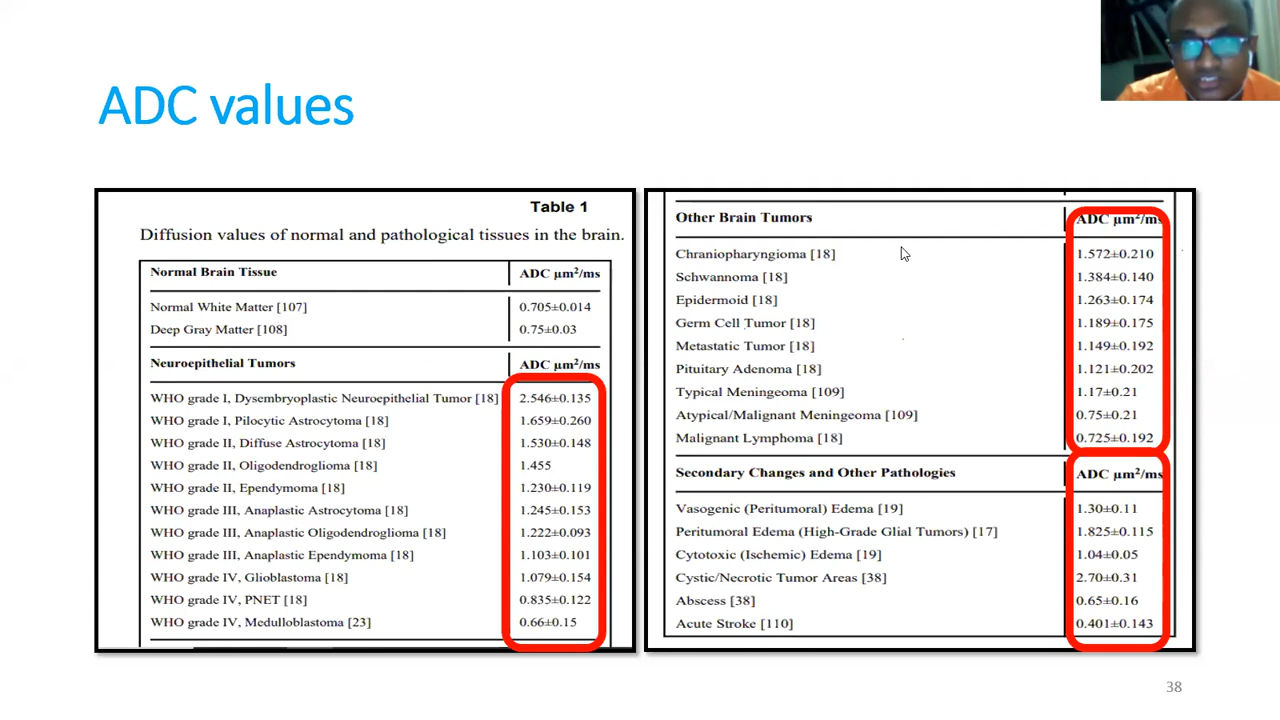 ADC values
Table 1
Diffusion values of normal and pathological tissues in the brain.
Normal Brain Tissue ADC µm²/ms
Normal White Matter [107] 0.705±0.014
Deep Gray Matter [108] 0.75±0.03
Neuroepithelial Tumors ADC µm²/ms
WHO grade I, Dysembryoplastic Neuroepithelial Tumor [18] 2.546±0.135
WHO grade I, Pilocytic Astrocytoma [18] 1.659±0.260
WHO grade II, Diffuse Astrocytoma [18] 1.530±0.148
WHO grade II, Oligodendroglioma [18] 1.455
WHO grade II, Ependymoma [18] 1.230±0.119
WHO grade III, Anaplastic Astrocytoma [18] 1.245±0.153
WHO grade III, Anaplastic Oligodendroglioma [18] 1.222±0.093
WHO grade III, Anaplastic Ependymoma [18] 1.103±0.101
WHO grade IV, Glioblastoma [18] 1.079±0.154
WHO grade IV, PNET [18] 0.835±0.122
WHO grade IV, Medulloblastoma [23] 0.66±0.15
Other Brain Tumors ADC µm²/ms
Chraniopharyngioma [18] 1.572±0.210
Schwannoma [18] 1.384±0.140
Epidermoid [18] 1.263±0.174
Germ Cell Tumor [18] 1.189±0.175
Metastatic Tumor [18] 1.149±0.192
Pituitary Adenoma [18] 1.121±0.202
Typical Meningeoma [109] 1.17±0.21
Atypical/Malignant Meningeoma [109] 0.75±0.21
Malignant Lymphoma [18] 0.725±0.192
Secondary Changes and Other Pathologies ADC µm²/ms
Vasogenic (Peritumoral) Edema [19] 1.30±0.11
Peritumoral Edema (High-Grade Glial Tumors) [17] 1.825±0.115
Cytotoxic (Ischemic) Edema [19] 1.04±0.05
Cystic/Necrotic Tumor Areas [38] 2.70±0.31
Abscess [38] 0.65±0.16
Acute Stroke [110] 0.401±0.143
38